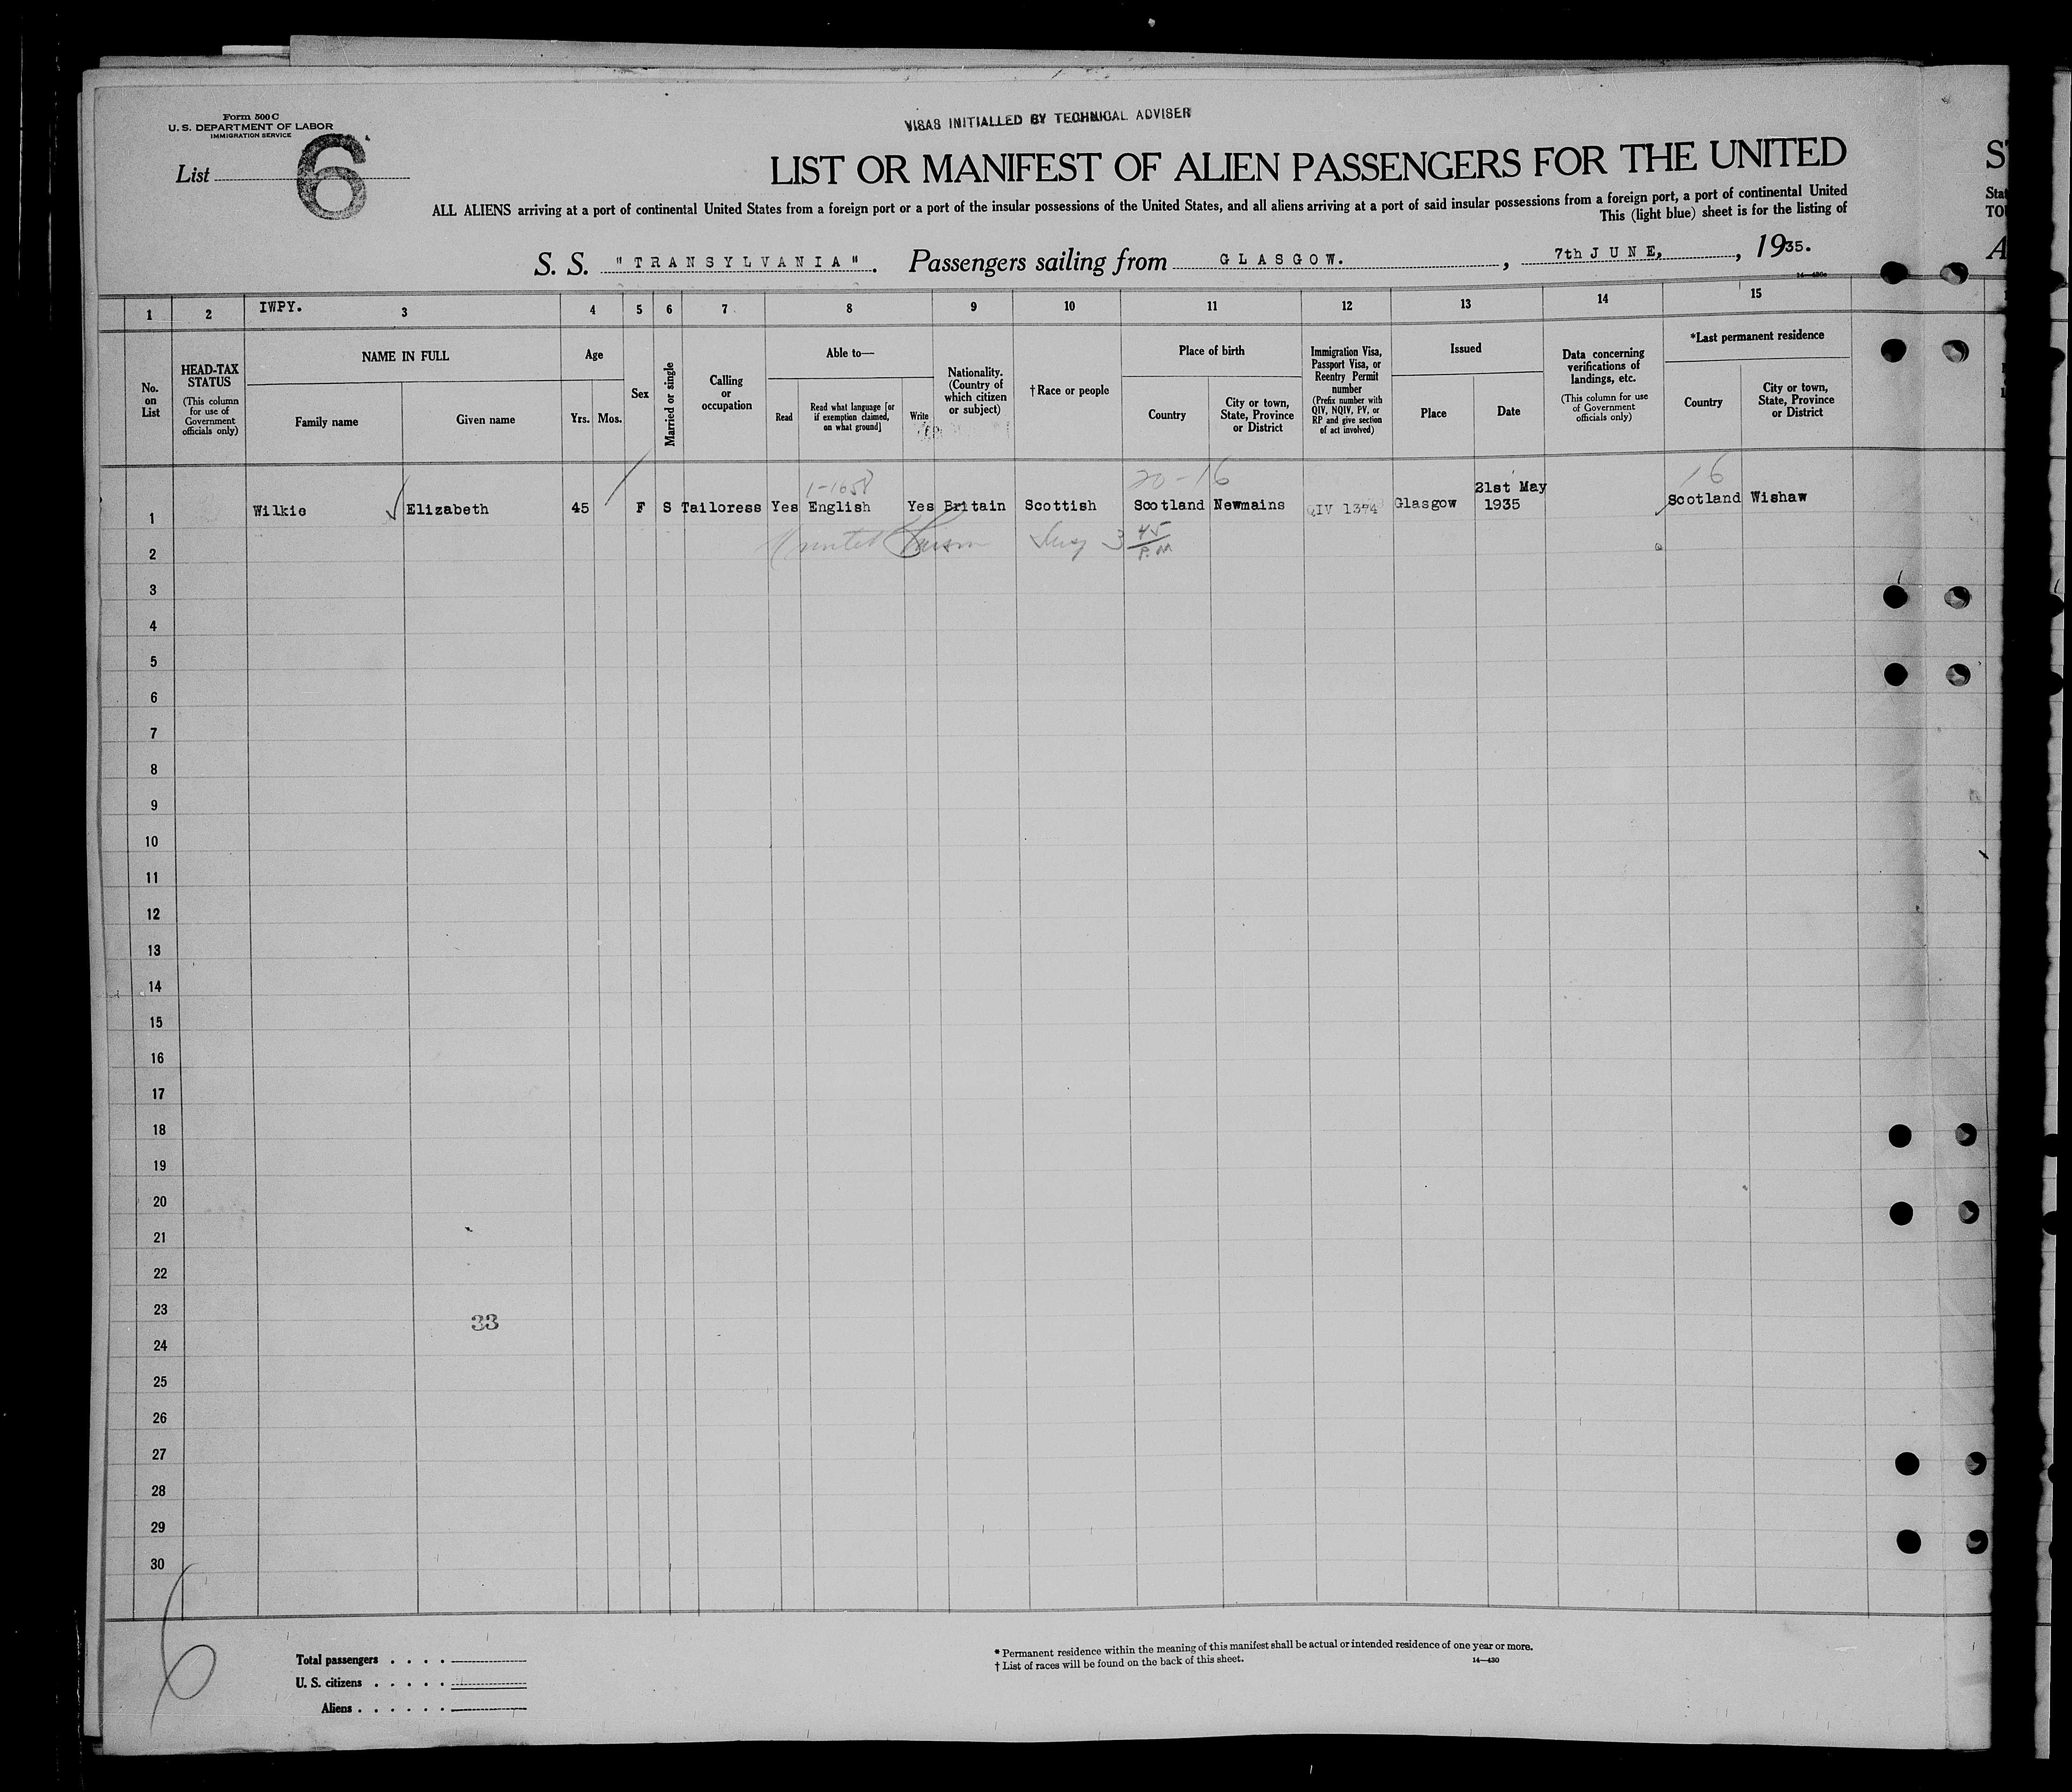 Form 500 C
U. S. DEPARTMENT OF LABOR
IMMIGRATION SERVICE
List 6
VISAS INITIALLED BY TECHNICAL ADVISER
LIST OR MANIFEST OF ALIEN PASSENGERS FOR THE UNITED
ALL ALIENS arriving at a port of continental United States from a foreign port or a port of the insular possessions of the United States, and all aliens arriving at a port of said insular possessions from a foreign port, a port of continental United
This (light blue) sheet is for the listing of
S. S. "TRANSYLVANIA". Passengers sailing from GLASGOW. , 7th JUNE, , 1935.
1 2 IWPY. 3 4 5 6 7 8 9 10 11 12 13 14 15
No. on List
HEAD-TAX STATUS
(This column for use of Government officials only)
NAME IN FULL
Family name
Given name
Age
Yrs.
Mos.
Sex
Married or single
Calling or occupation
Able to—
Read
Read what language [or if exemption claimed, on what ground]
Write
Nationality. (Country of which citizen or subject)
† Race or people
Place of birth
Country
City or town, State, Province or District
Immigration Visa, Passport Visa, or Reentry Permit number
(Prefix number with QIV, NQIV, PV, or RP and give section of act involved)
Issued
Place
Date
Data concerning verifications of landings, etc.
(This column for use of Government officials only)
*Last permanent residence
Country
City or town, State, Province or District
1-1658 20-16 16
1 Wilkie Elizabeth 45 F S Tailoress Yes English Yes Britain Scottish Scotland Newmains QIV 1374 Glasgow 21st May 1935 Scotland Wishaw
2 3 45 P.M
3
4
5
6
7
8
9
10
11
12
13
14
15
16
17
18
19
20
21
22
23
33
24
25
26
27
28
29
30
6
Total passengers
U. S. citizens
Aliens
* Permanent residence within the meaning of this manifest shall be actual or intended residence of one year or more.
† List of races will be found on the back of this sheet.
14—430